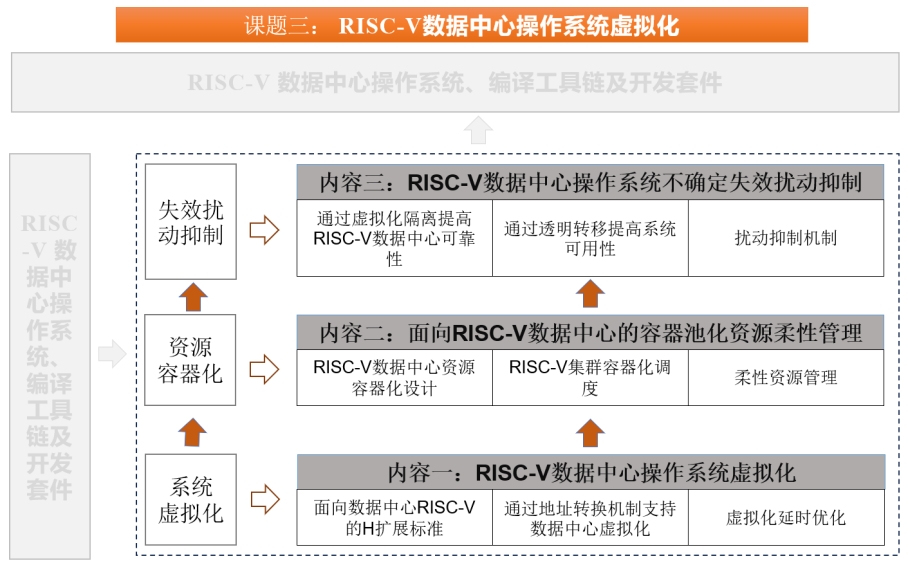 课题三： RISC-V数据中心操作系统虚拟化
RISC-V 数据中心操作系统、编译工具链及开发套件
RISC
-V 数
据中
心操
作系
统、
编译
工具
链及
开发
套件
失效扰
动抑制
内容三：RISC-V数据中心操作系统不确定失效扰动抑制
通过虚拟化隔离提高
RISC-V数据中心可靠
性
通过透明转移提高系统
可用性
扰动抑制机制
资源
容器化
内容二：面向RISC-V数据中心的容器池化资源柔性管理
RISC-V数据中心资源
容器化设计
RISC-V集群容器化调
度
柔性资源管理
系统
虚拟化
内容一：RISC-V数据中心操作系统虚拟化
面向数据中心RISC-V
的H扩展标准
通过地址转换机制支持
数据中心虚拟化
虚拟化延时优化